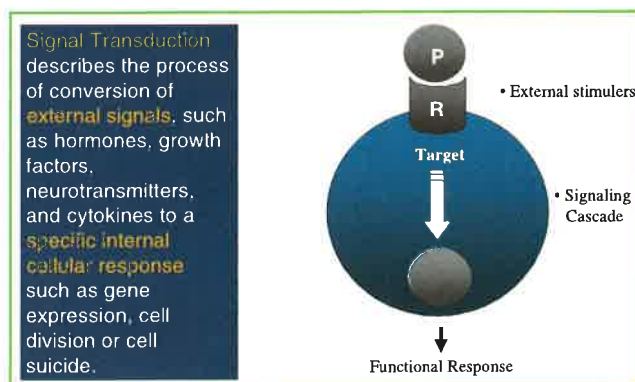 Signal Transduction
describes the process
of conversion of
external signals, such
as hormones, growth
factors,
neurotransmitters,
and cytokines to a
specific internal
cellular response
such as gene
expression, cell
division or cell
suicide.
P
R
Target
• External stimulers
• Signaling
Cascade
Functional Response